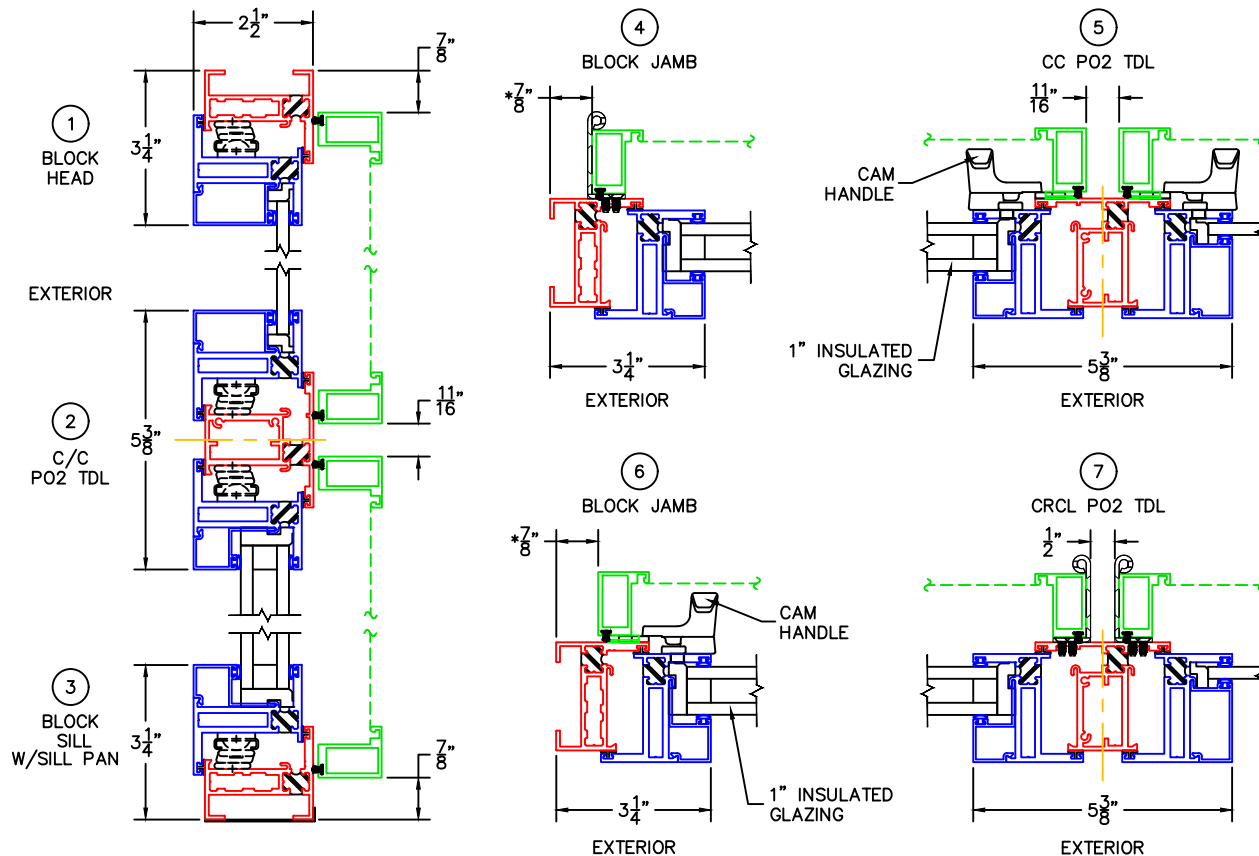 2 1/2"
7/8"
1
BLOCK
HEAD
3 1/4"
EXTERIOR
2
C/C
PO2 TDL
5 3/8"
11/16"
3
BLOCK
SILL
W/SILL PAN
3 1/4"
7/8"
4
BLOCK JAMB
*7/8"
3 1/4"
EXTERIOR
5
CC PO2 TDL
11/16"
CAM
HANDLE
1" INSULATED
GLAZING
5 3/8"
EXTERIOR
6
BLOCK JAMB
*7/8"
CAM
HANDLE
1" INSULATED
GLAZING
3 1/4"
EXTERIOR
7
CRCL PO2 TDL
1/2"
5 3/8"
EXTERIOR